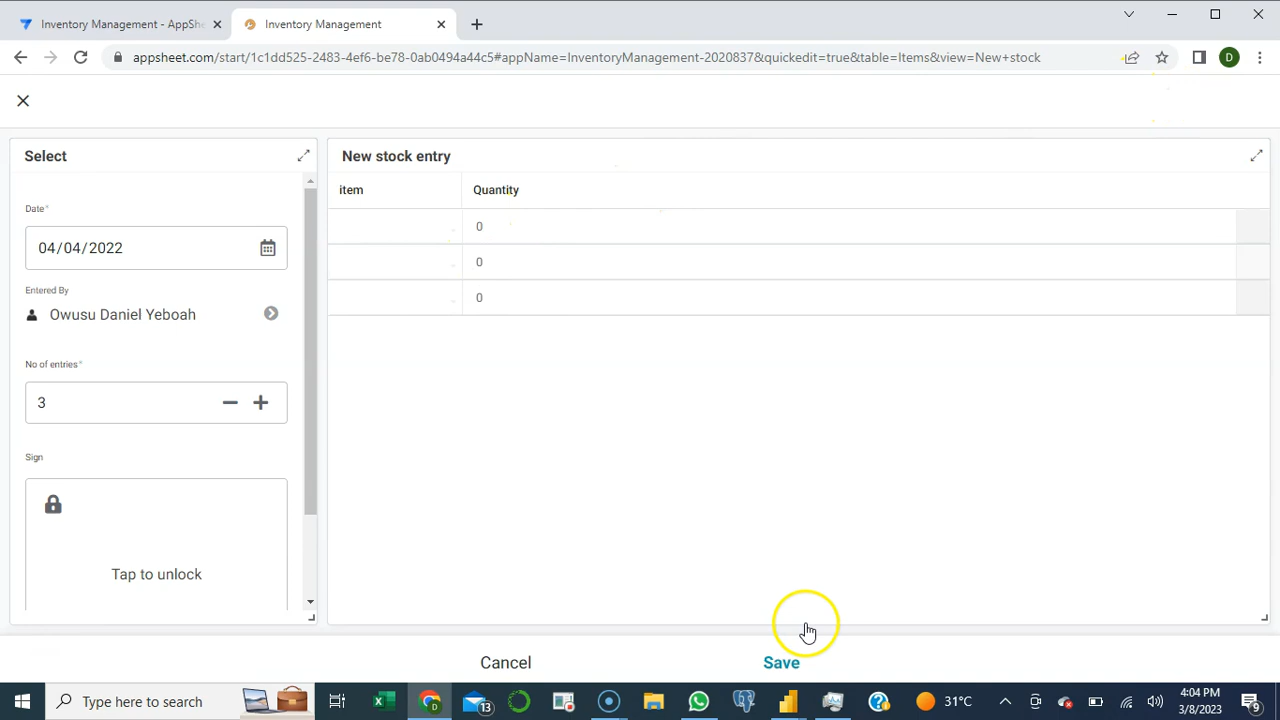 Inventory Management - AppShe
Inventory Management
appsheet.com/start/1c1dd525-2483-4ef6-be78-0ab0494a44c5#appName=InventoryManagement-2020837&quickedit=true&table=Items&view=New+stock
D
Select
New stock entry
item
Quantity
Date*
04/04/2022
0
0
0
Entered By
Owusu Daniel Yeboah
No of entries*
3
Sign
Tap to unlock
Cancel
Save
Type here to search
13
31°C
4:04 PM
3/8/2023
9